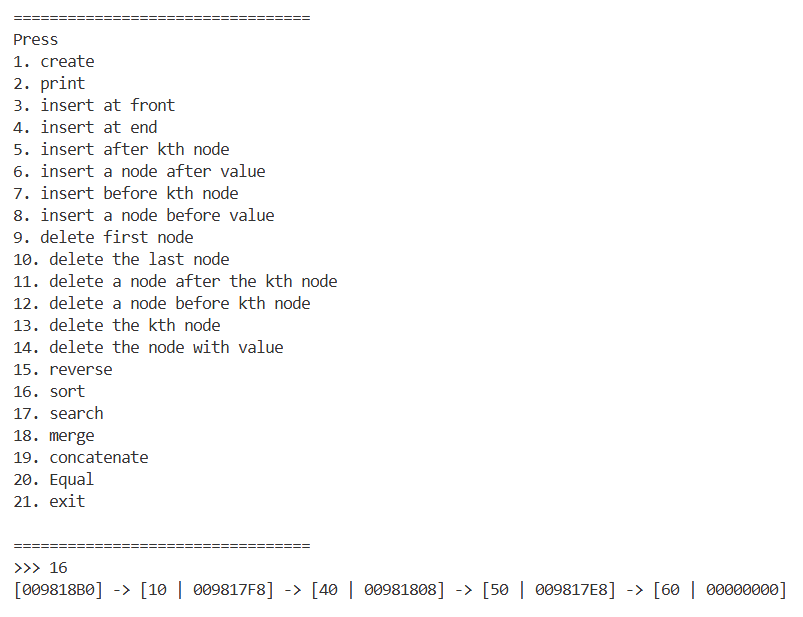 =================================
Press
1. create
2. print
3. insert at front
4. insert at end
5. insert after kth node
6. insert a node after value
7. insert before kth node
8. insert a node before value
9. delete first node
10. delete the last node
11. delete a node after the kth node
12. delete a node before kth node
13. delete the kth node
14. delete the node with value
15. reverse
16. sort
17. search
18. merge
19. concatenate
20. Equal
21. exit
=================================
>>> 16
[009818B0] -> [10 | 009817F8] -> [40 | 00981808] -> [50 | 009817E8] -> [60 | 00000000]